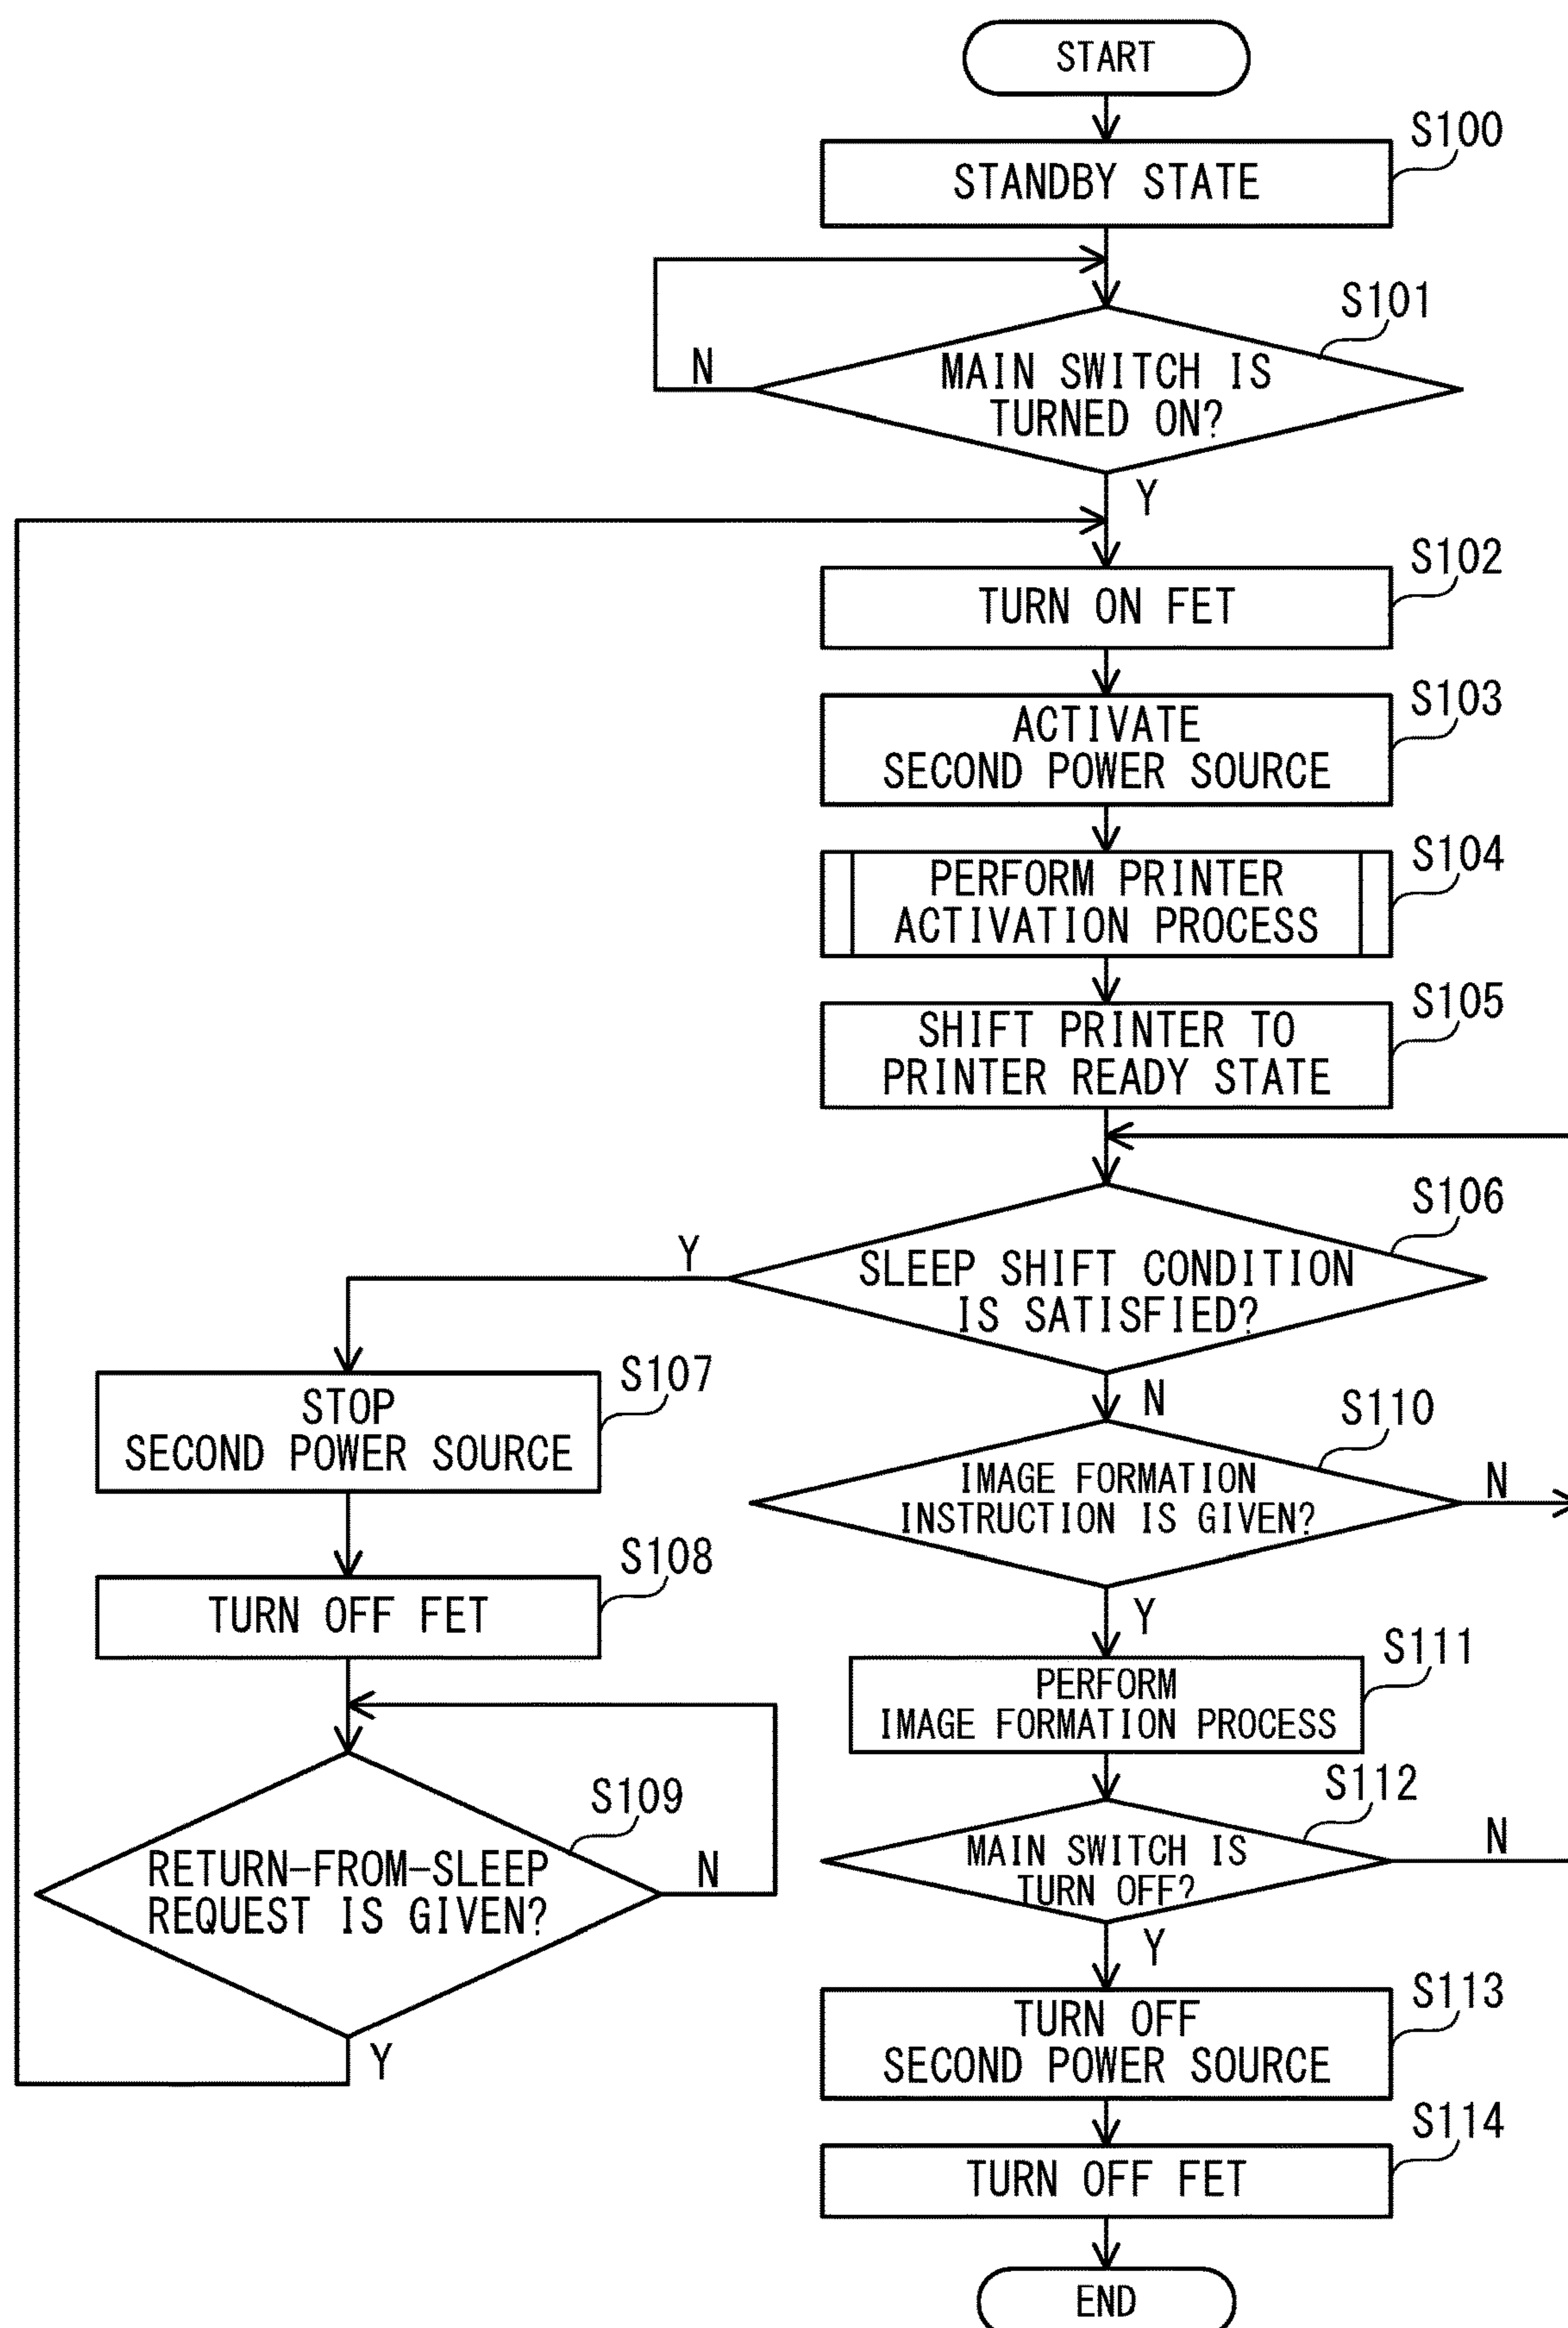 START
S100
STANDBY STATE
S101
MAIN SWITCH IS
TURNED ON?
N
Y
S102
TURN ON FET
S103
ACTIVATE
SECOND POWER SOURCE
S104
PERFORM PRINTER
ACTIVATION PROCESS
S105
SHIFT PRINTER TO
PRINTER READY STATE
S106
SLEEP SHIFT CONDITION
IS SATISFIED?
Y
N
S107
STOP
SECOND POWER SOURCE
S108
TURN OFF FET
S109
RETURN-FROM-SLEEP
REQUEST IS GIVEN?
N
Y
S110
IMAGE FORMATION
INSTRUCTION IS GIVEN?
N
Y
S111
PERFORM
IMAGE FORMATION PROCESS
S112
MAIN SWITCH IS
TURN OFF?
N
Y
S113
TURN OFF
SECOND POWER SOURCE
S114
TURN OFF FET
END